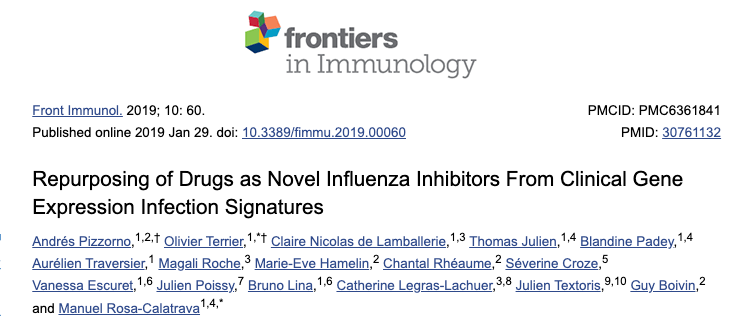 frontiers
in Immunology
Front Immunol. 2019; 10: 60.
PMCID: PMC6361841
Published online 2019 Jan 29. doi: 10.3389/fimmu.2019.00060
PMID: 30761132
Repurposing of Drugs as Novel Influenza Inhibitors From Clinical Gene
Expression Infection Signatures
Andrés Pizzorno,1,2,† Olivier Terrier,1,*† Claire Nicolas de Lamballerie,1,3 Thomas Julien,1,4 Blandine Padey,1,4
Aurélien Traversier,1 Magali Roche,3 Marie-Eve Hamelin,2 Chantal Rhéaume,2 Séverine Croze,5
Vanessa Escuret,1,6 Julien Poissy,7 Bruno Lina,1,6 Catherine Legras-Lachuer,3,8 Julien Textoris,9,10 Guy Boivin,2
and Manuel Rosa-Calatrava1,4,*